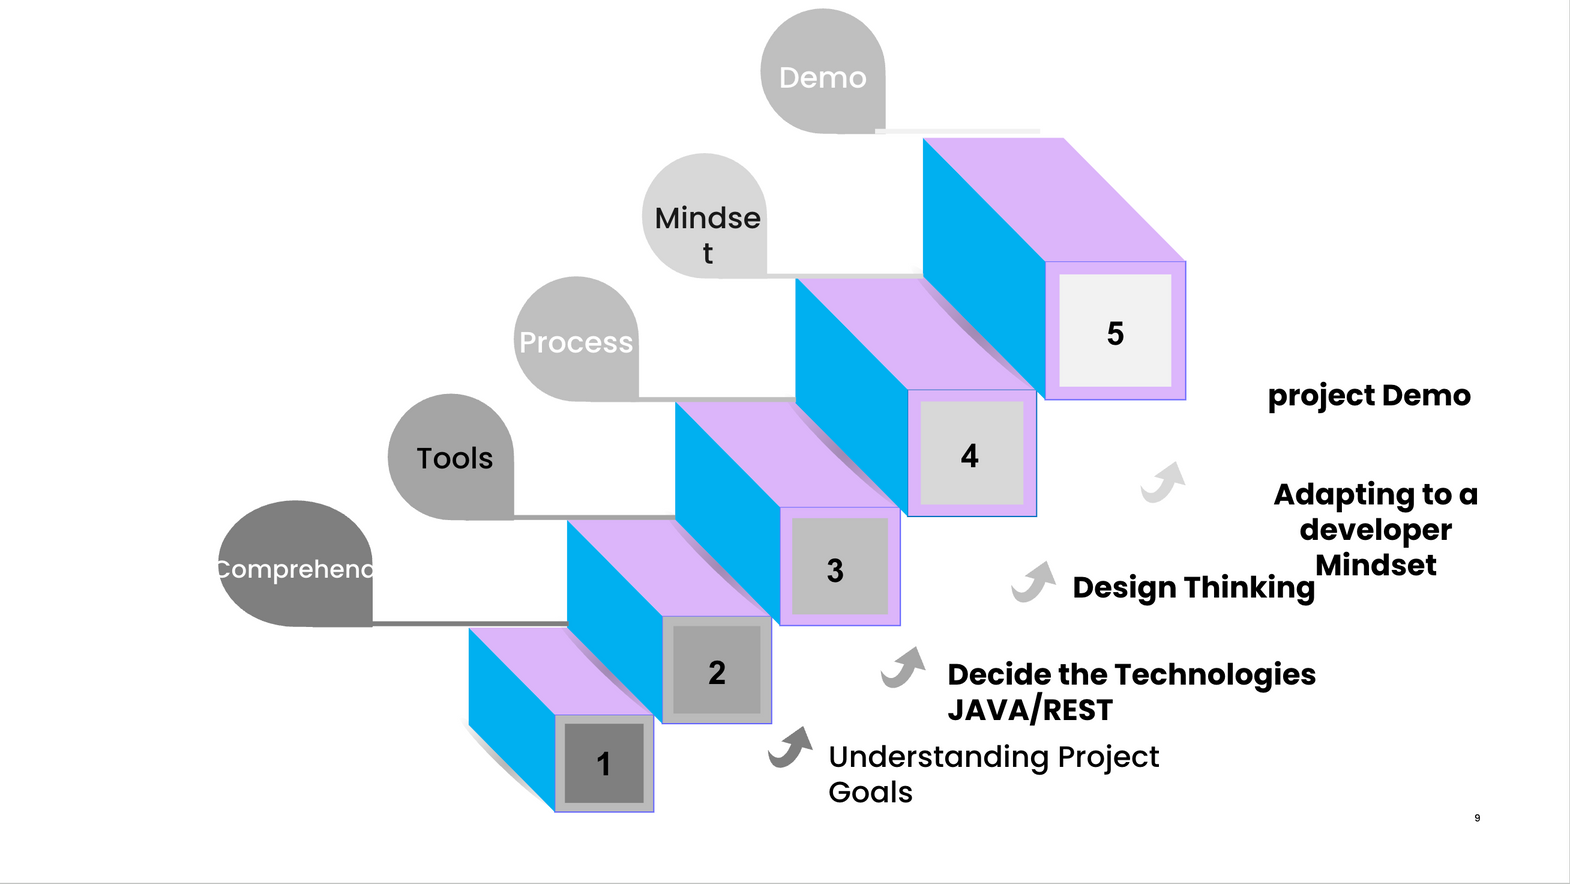 Demo
Mindse
t
Process
Tools
Comprehend
5
4
3
2
1
project Demo
Adapting to a
developer
Mindset
Design Thinking
Decide the Technologies
JAVA/REST
Understanding Project
Goals
9